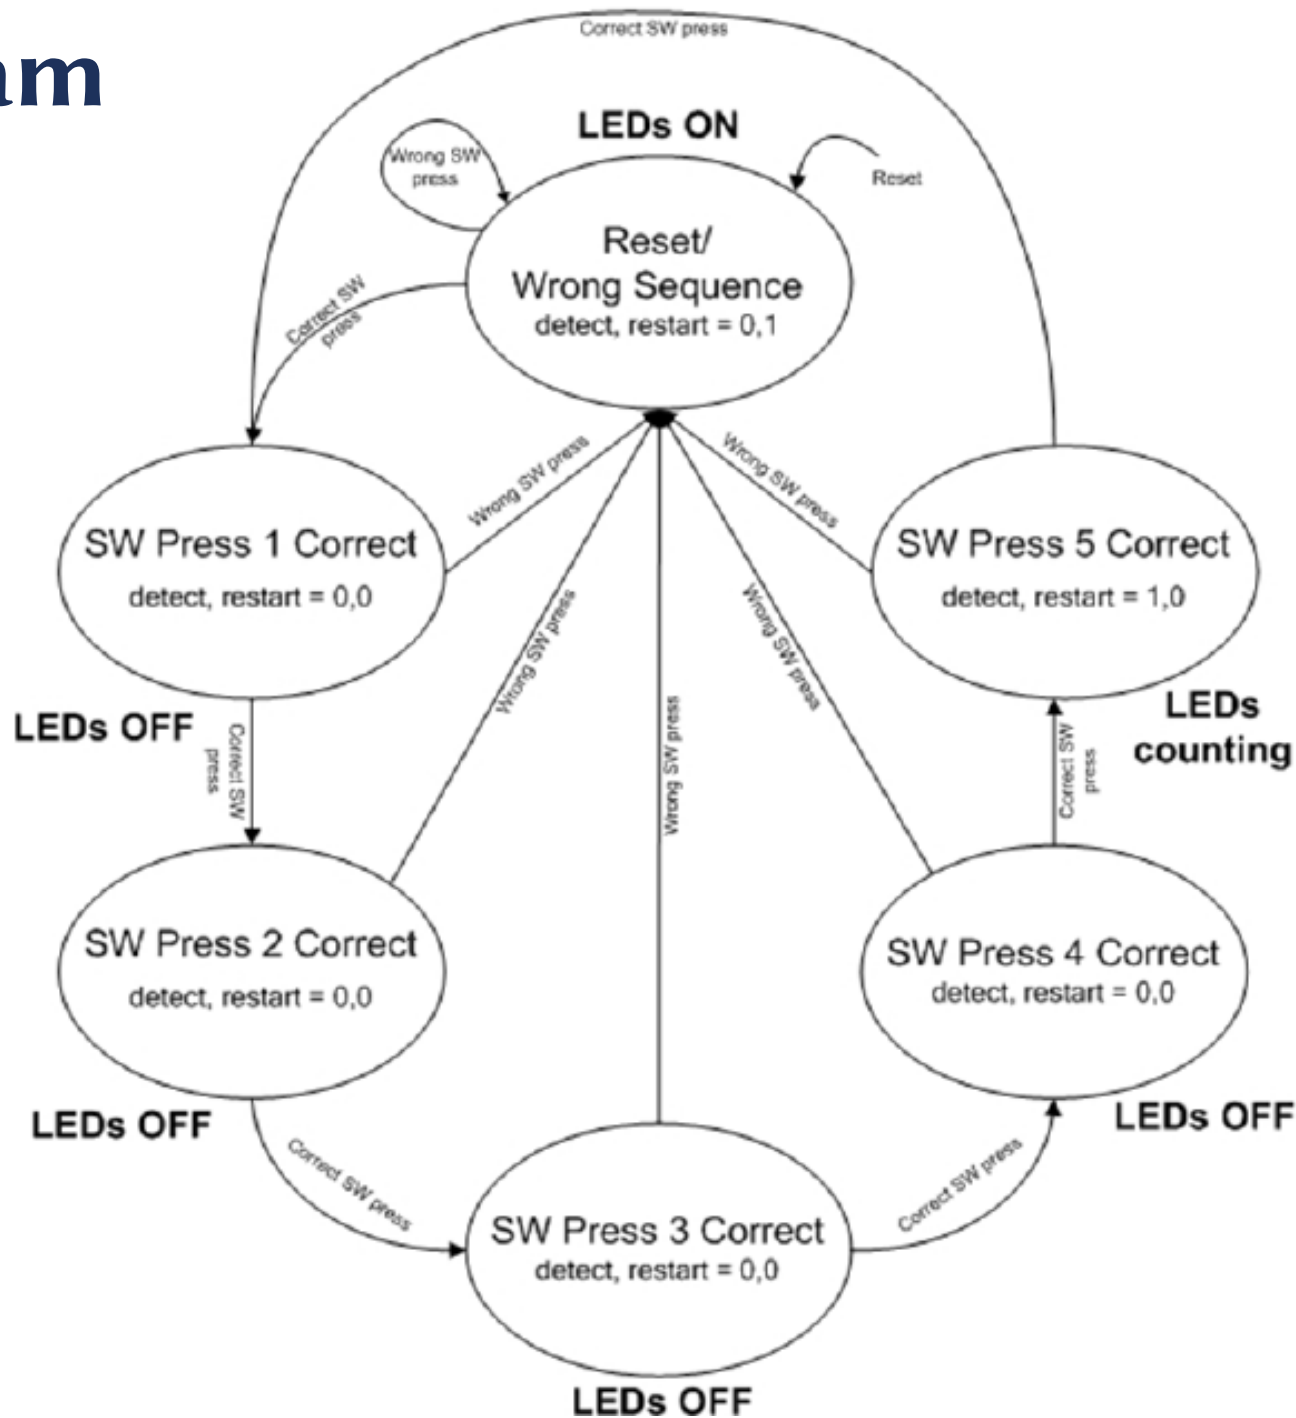 am
Correct SW press
LEDs ON
Wrong SW
press
Reset
Reset/
Wrong Sequence
detect, restart = 0,1
Correct SW
press
Wrong SW press
Wrong SW press
SW Press 1 Correct
detect, restart = 0,0
SW Press 5 Correct
detect, restart = 1,0
Wrong SW press
Wrong SW press
Wrong SW press
LEDs OFF
Correct SW
press
LEDs
counting
Correct SW
press
SW Press 2 Correct
detect, restart = 0,0
SW Press 4 Correct
detect, restart = 0,0
LEDs OFF
LEDs OFF
Correct SW press
Correct SW press
SW Press 3 Correct
detect, restart = 0,0
LEDs OFF